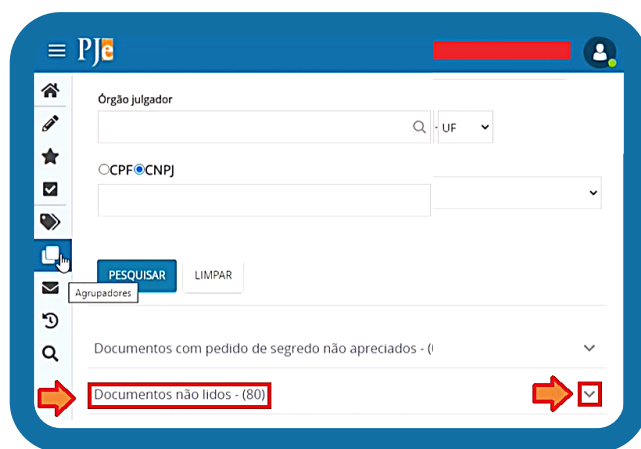 PJe
Órgão julgador
- UF
CPF CNPJ
PESQUISAR LIMPAR
Agrupadores
Documentos com pedido de segredo não apreciados - (
Documentos não lidos - (80)